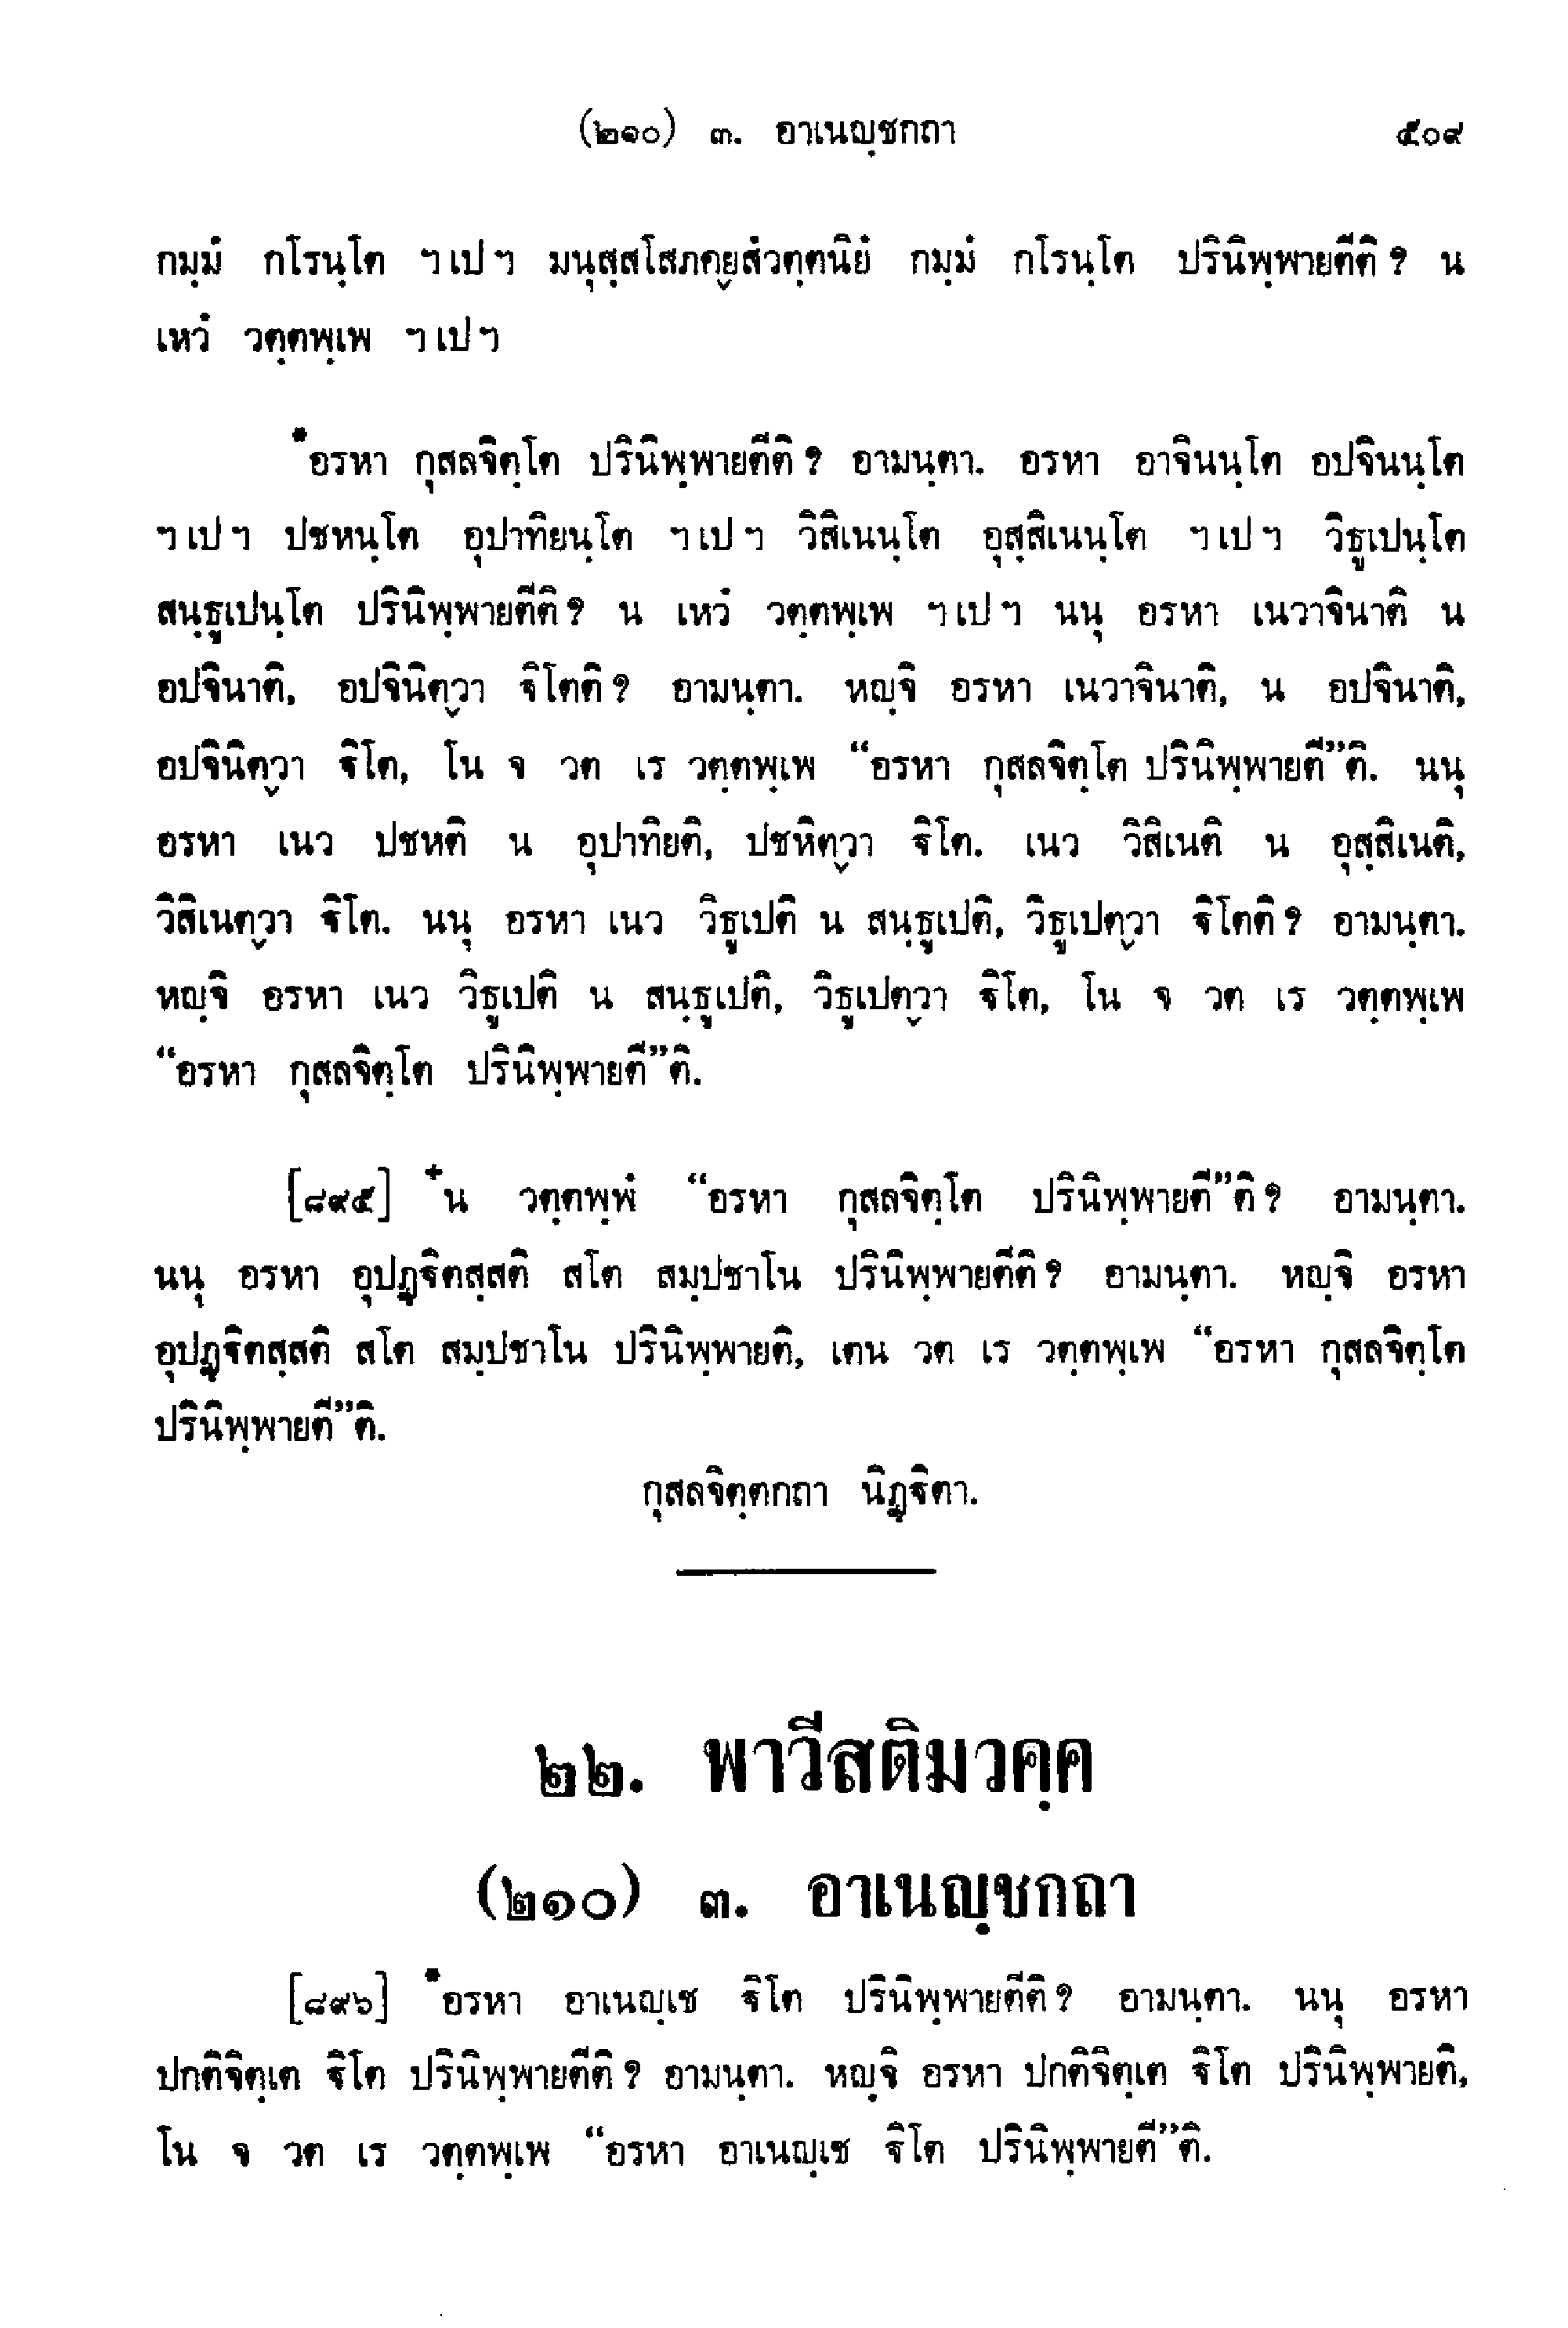 (๒๑๐) ๓. อาเนญฺชกถา ๕๐๙
กมฺมํ กโรนฺโต ฯ เป ฯ มนุสฺสโสภคฺยสํวตฺตนิยํ กมฺมํ กโรนฺโต ปรินิพฺพายตีติ ? น
เหวํ วตฺตพฺเพ ฯ เป ฯ
*อรหา กุสลจิตฺโต ปรินิพฺพายตีติ ? อามนฺตา. อรหา อาจินนฺโต อปจินนฺโต
ฯ เป ฯ ปชหนฺโต อุปาทิยนฺโต ฯ เป ฯ วิสิเนนฺโต อุสฺสิเนนฺโต ฯ เป ฯ วิธูเปนฺโต
สนฺธูเปนฺโต ปรินิพฺพายตีติ ? น เหวํ วตฺตพฺเพ ฯ เป ฯ นนุ อรหา เนวาจินาติ น
อปจินาติ, อปจินิตฺวา ฐิโตติ ? อามนฺตา. หญฺจิ อรหา เนวาจินาติ, น อปจินาติ,
อปจินิตฺวา ฐิโต, โน จ วต เร วตฺตพฺเพ “อรหา กุสลจิตฺโต ปรินิพฺพายตี”ติ. นนุ
อรหา เนว ปชหติ น อุปาทิยติ, ปชหิตฺวา ฐิโต. เนว วิสิเนติ น อุสฺสิเนติ,
วิสิเนตฺวา ฐิโต. นนุ อรหา เนว วิธูเปติ น สนฺธูเปติ, วิธูเปตฺวา ฐิโตติ ? อามนฺตา.
หญฺจิ อรหา เนว วิธูเปติ น สนฺธูเปติ, วิธูเปตฺวา ฐิโต, โน จ วต เร วตฺตพฺเพ
“อรหา กุสลจิตฺโต ปรินิพฺพายตี”ติ.
[๘๙๕] +น วตฺตพฺพํ “อรหา กุสลจิตฺโต ปรินิพฺพายตี”ติ ? อามนฺตา.
นนุ อรหา อุปฏฺฐิตสฺสติ สโต สมฺปชาโน ปรินิพฺพายตีติ ? อามนฺตา. หญฺจิ อรหา
อุปฏฺฐิตสฺสติ สโต สมฺปชาโน ปรินิพฺพายติ, เตน วต เร วตฺตพฺเพ “อรหา กุสลจิตฺโต
ปรินิพฺพายตี”ติ.
กุสลจิตฺตกถา นิฏฺฐิตา.
๒๒. พาวีสติมวคฺค
(๒๑๐) ๓. อาเนญฺชกถา
[๘๙๖] *อรหา อาเนญฺเช ฐิโต ปรินิพฺพายตีติ ? อามนฺตา. นนุ อรหา
ปกติจิตฺเต ฐิโต ปรินิพฺพายตีติ ? อามนฺตา. หญฺจิ อรหา ปกติจิตฺเต ฐิโต ปรินิพฺพายติ,
โน จ วต เร วตฺตพฺเพ “อรหา อาเนญฺเช ฐิโต ปรินิพฺพายตี”ติ.